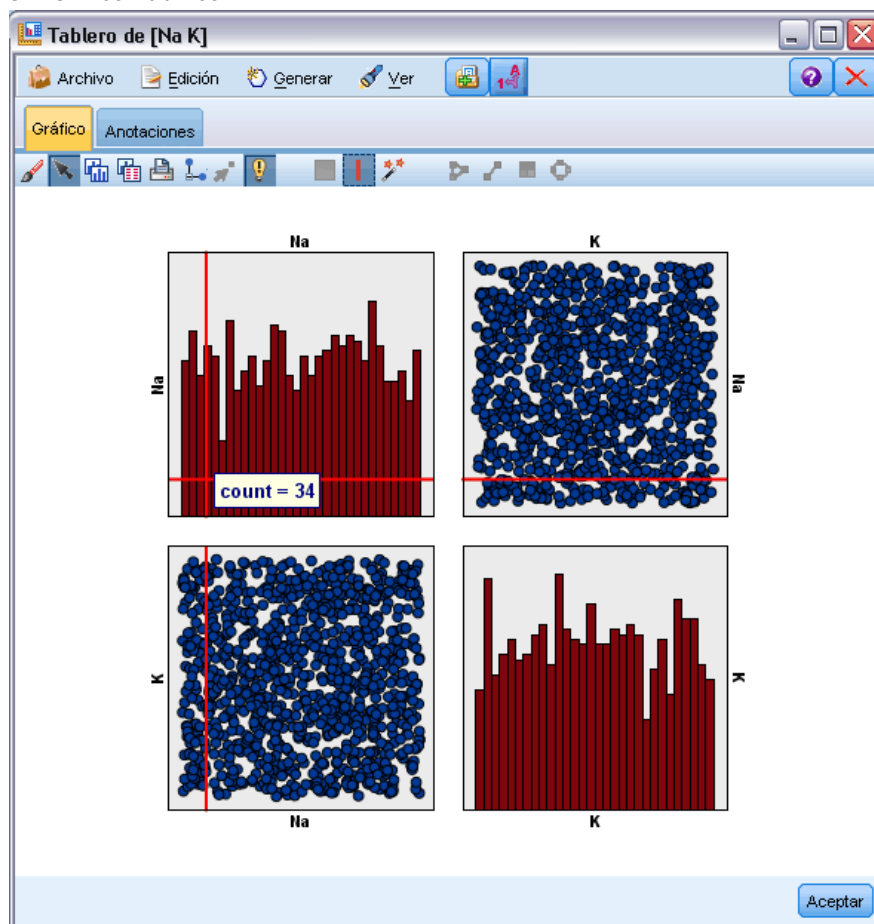 Tablero de [Na K]
Archivo Edición Generar Ver
Gráfico Anotaciones
Na K
Na Na
count = 34
K K
Na K
Aceptar